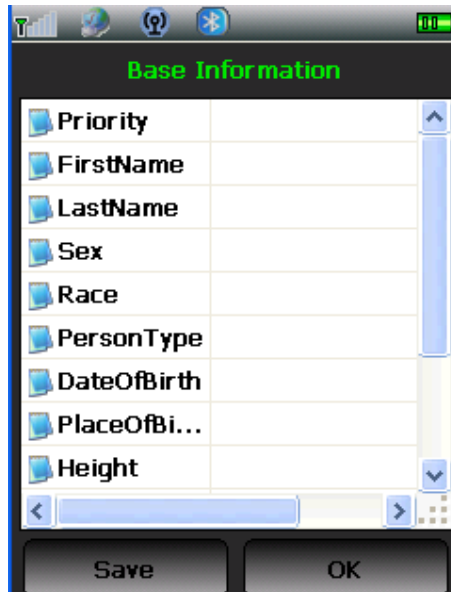 Base Information
Priority
FirstName
LastName
Sex
Race
PersonType
DateOfBirth
PlaceOfBi...
Height
Save
OK